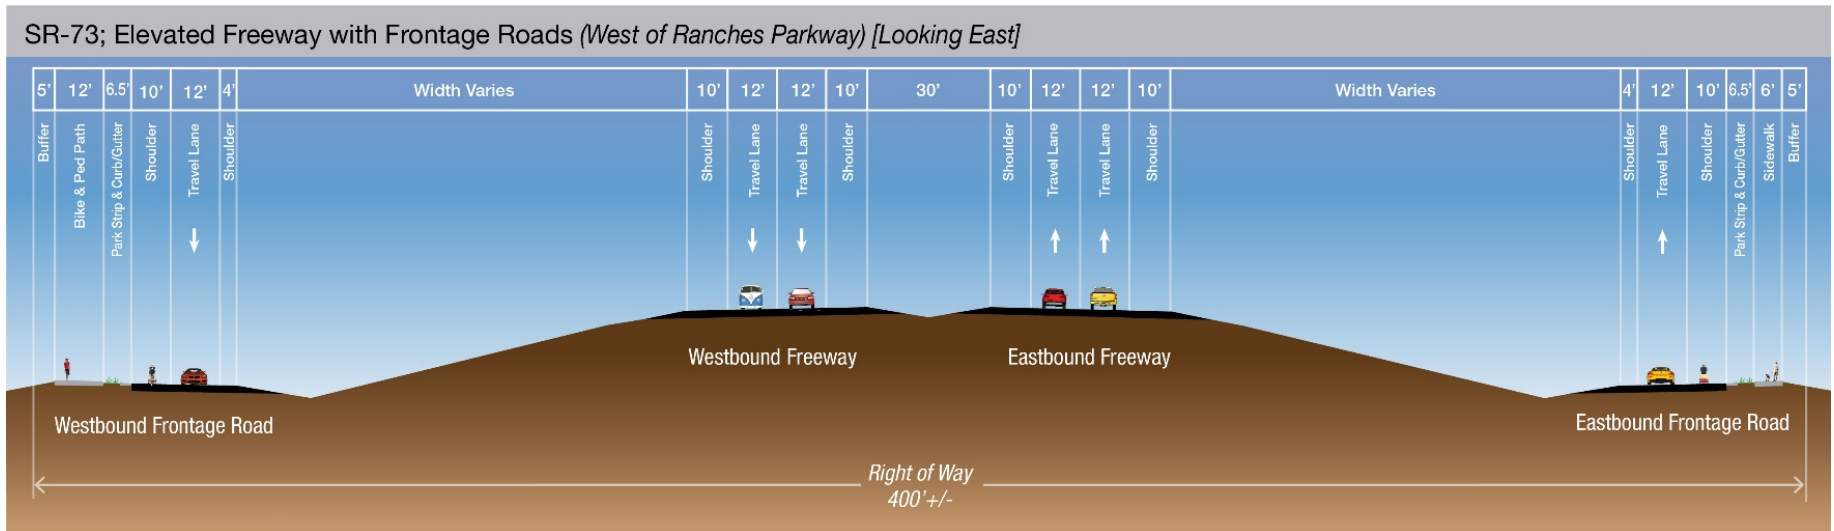 SR-73; Elevated Freeway with Frontage Roads (West of Ranches Parkway) [Looking East]
5' 12' 6.5' 10' 12' 4' Width Varies 10' 12' 12' 10' 30' 10' 12' 12' 10' Width Varies 4' 12' 10' 6.5' 6' 5'
Buffer
Bike & Ped Path
Park Strip & Curb/Gutter
Shoulder
Travel Lane
Shoulder
Shoulder
Travel Lane
Travel Lane
Shoulder
Shoulder
Travel Lane
Travel Lane
Shoulder
Shoulder
Travel Lane
Shoulder
Park Strip & Curb/Gutter
Sidewalk
Buffer
Westbound Freeway
Eastbound Freeway
Westbound Frontage Road
Eastbound Frontage Road
Right of Way
400'+/-